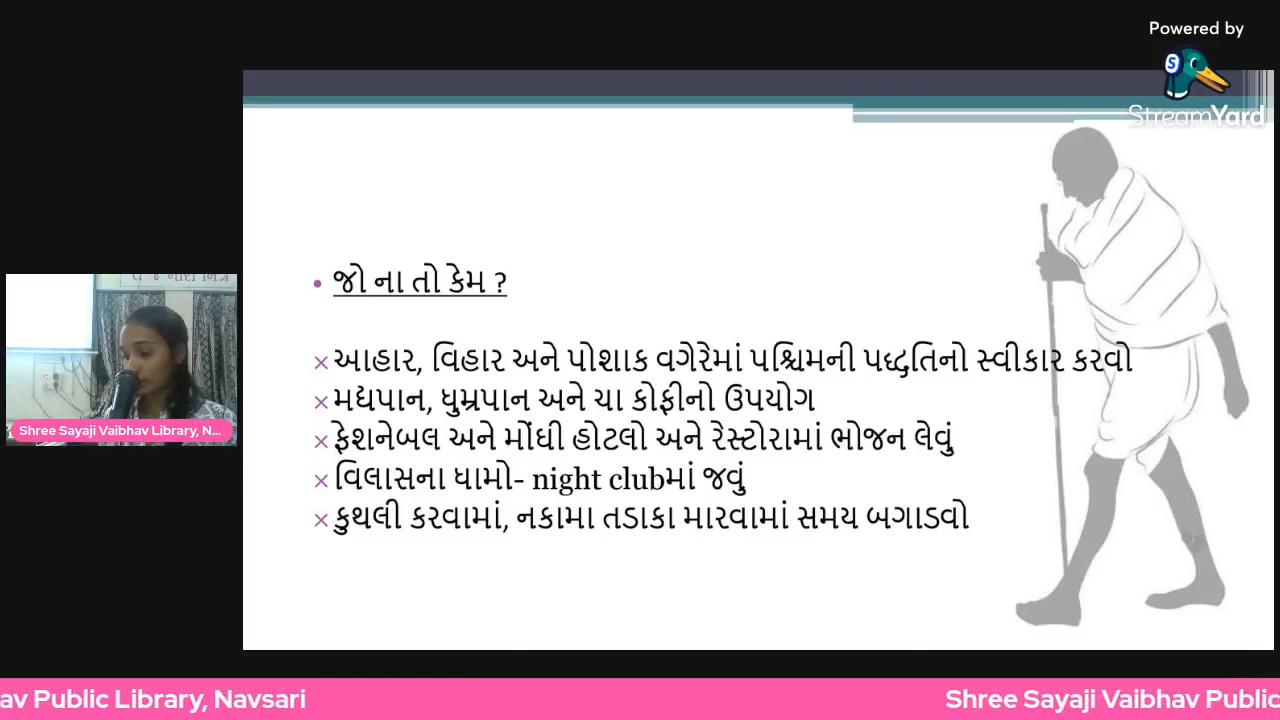 Powered by
StreamYard
• જો ના તો કેમ ?
× આહાર, વિહાર અને પોશાક વગેરેમાં પશ્ચિમની પદ્ધતિનો સ્વીકાર કરવો
× મદ્યપાન, ધુમ્રપાન અને ચા કોફીનો ઉપયોગ
× ફેશનેબલ અને મોંઘી હોટલો અને રેસ્ટોરામાં ભોજન લેવું
× વિલાસના ધામો- night clubમાં જવું
× કુથલી કરવામાં, નકામા તડાકા મારવામાં સમય બગાડવો
Shree Sayaji Vaibhav Library, N...
av Public Library, Navsari
Shree Sayaji Vaibhav Public